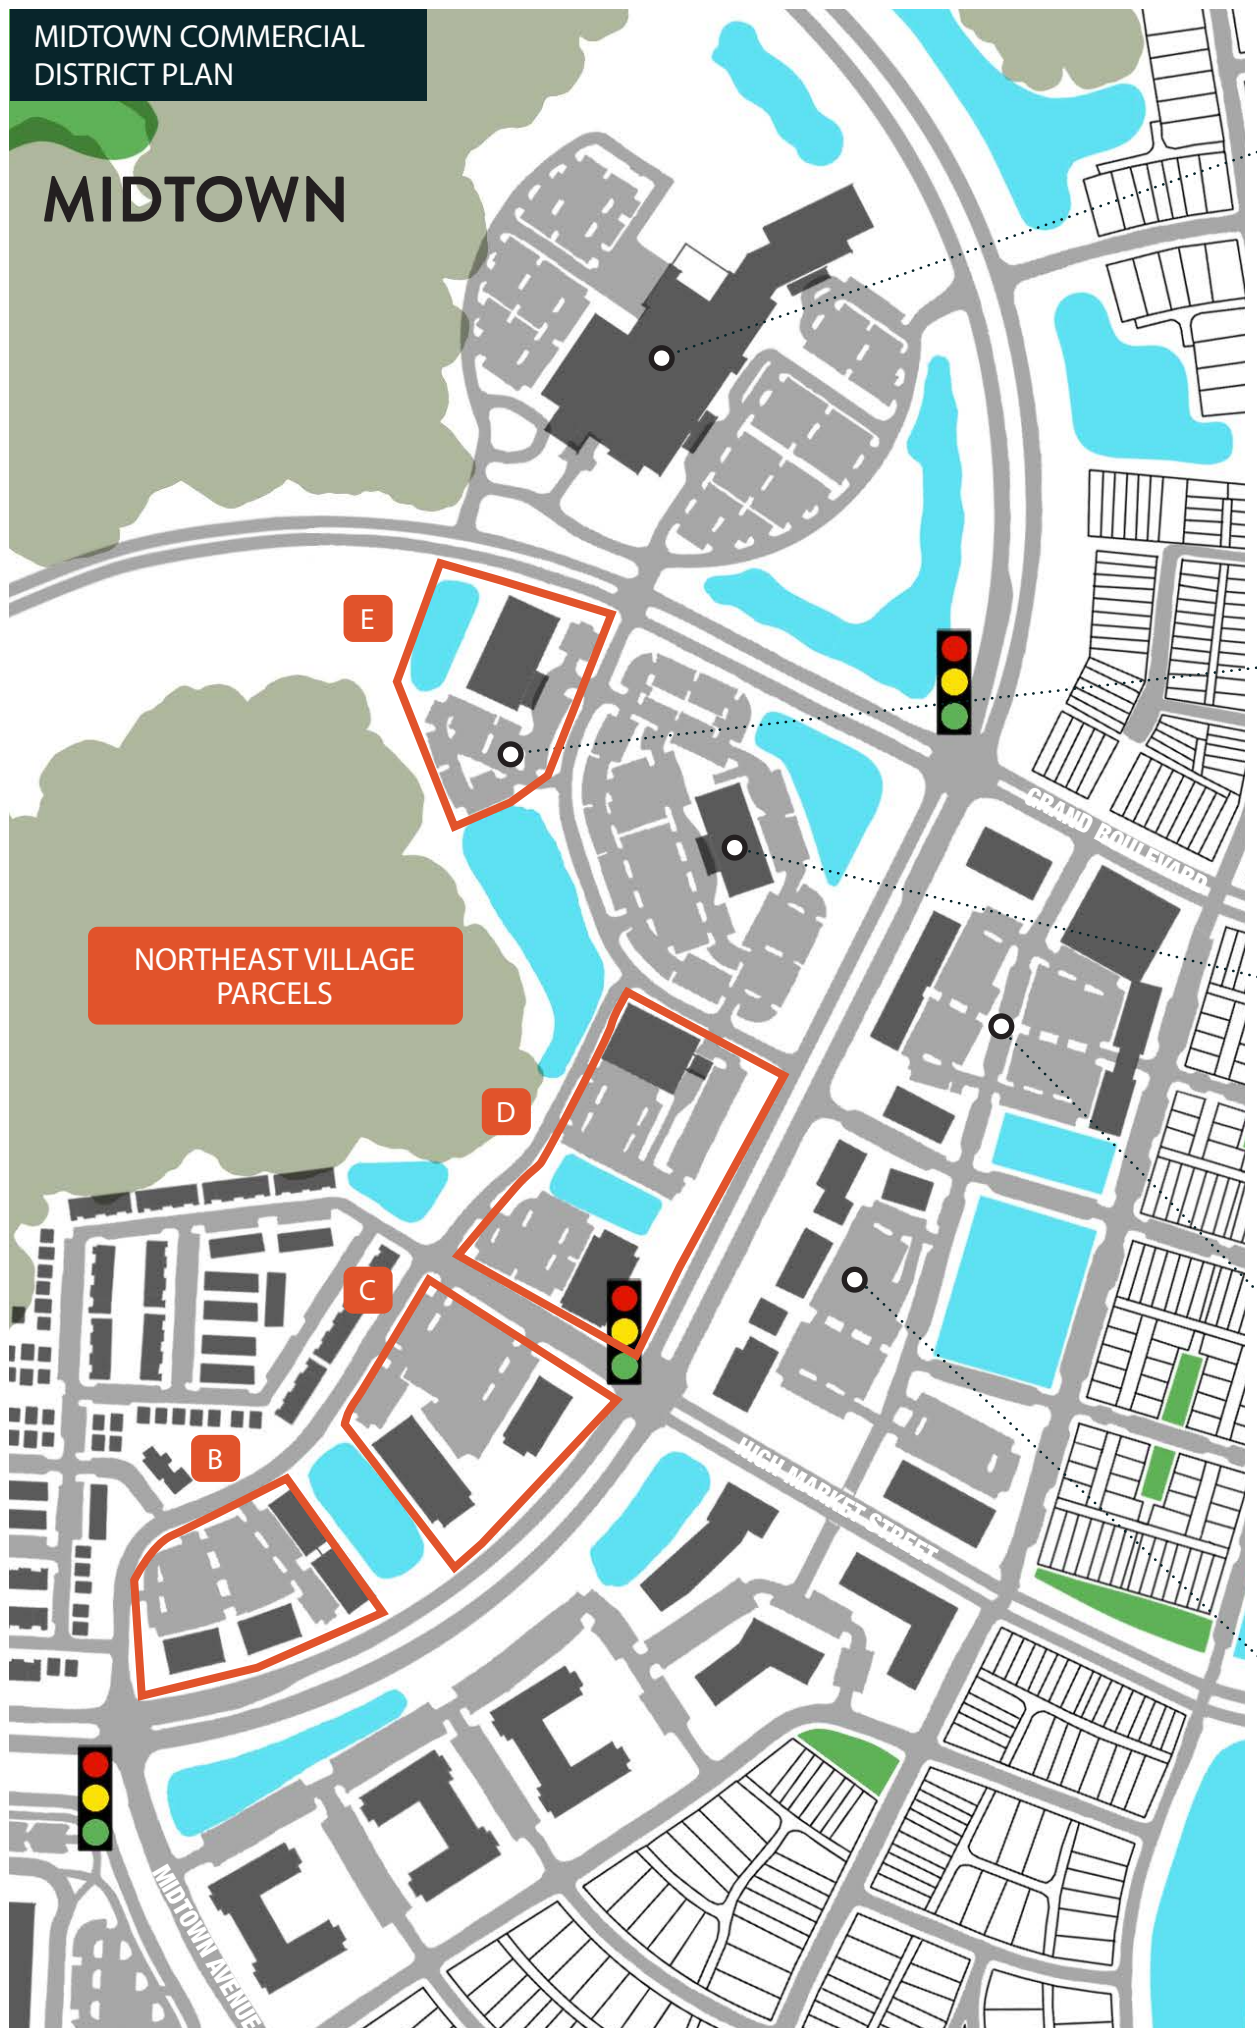 MIDTOWN COMMERCIAL
DISTRICT PLAN
MIDTOWN
E
GRAND BOULEVARD
NORTHEAST VILLAGE
PARCELS
D
C
B
HIGH MARKET STREET
MIDTOWN AVENUE